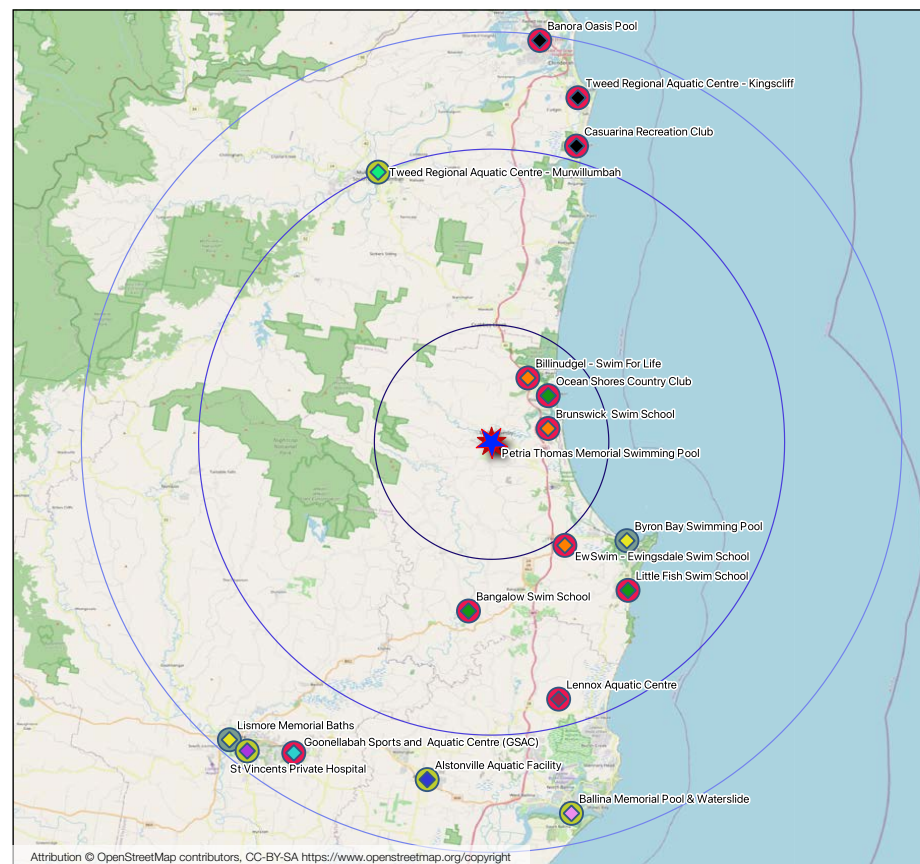 Banora Oasis Pool
Tweed Regional Aquatic Centre - Kingscliff
Casuarina Recreation Club
Tweed Regional Aquatic Centre - Murwillumbah
Billinudgel - Swim For Life
Ocean Shores Country Club
Brunswick Swim School
Petria Thomas Memorial Swimming Pool
Byron Bay Swimming Pool
EwSwim - Ewingsdale Swim School
Little Fish Swim School
Bangalow Swim School
Lennox Aquatic Centre
Lismore Memorial Baths
Goonellabah Sports and Aquatic Centre (GSAC)
St Vincents Private Hospital
Alstonville Aquatic Facility
Ballina Memorial Pool & Waterslide
Attribution © OpenStreetMap contributors, CC-BY-SA https://www.openstreetmap.org/copyright